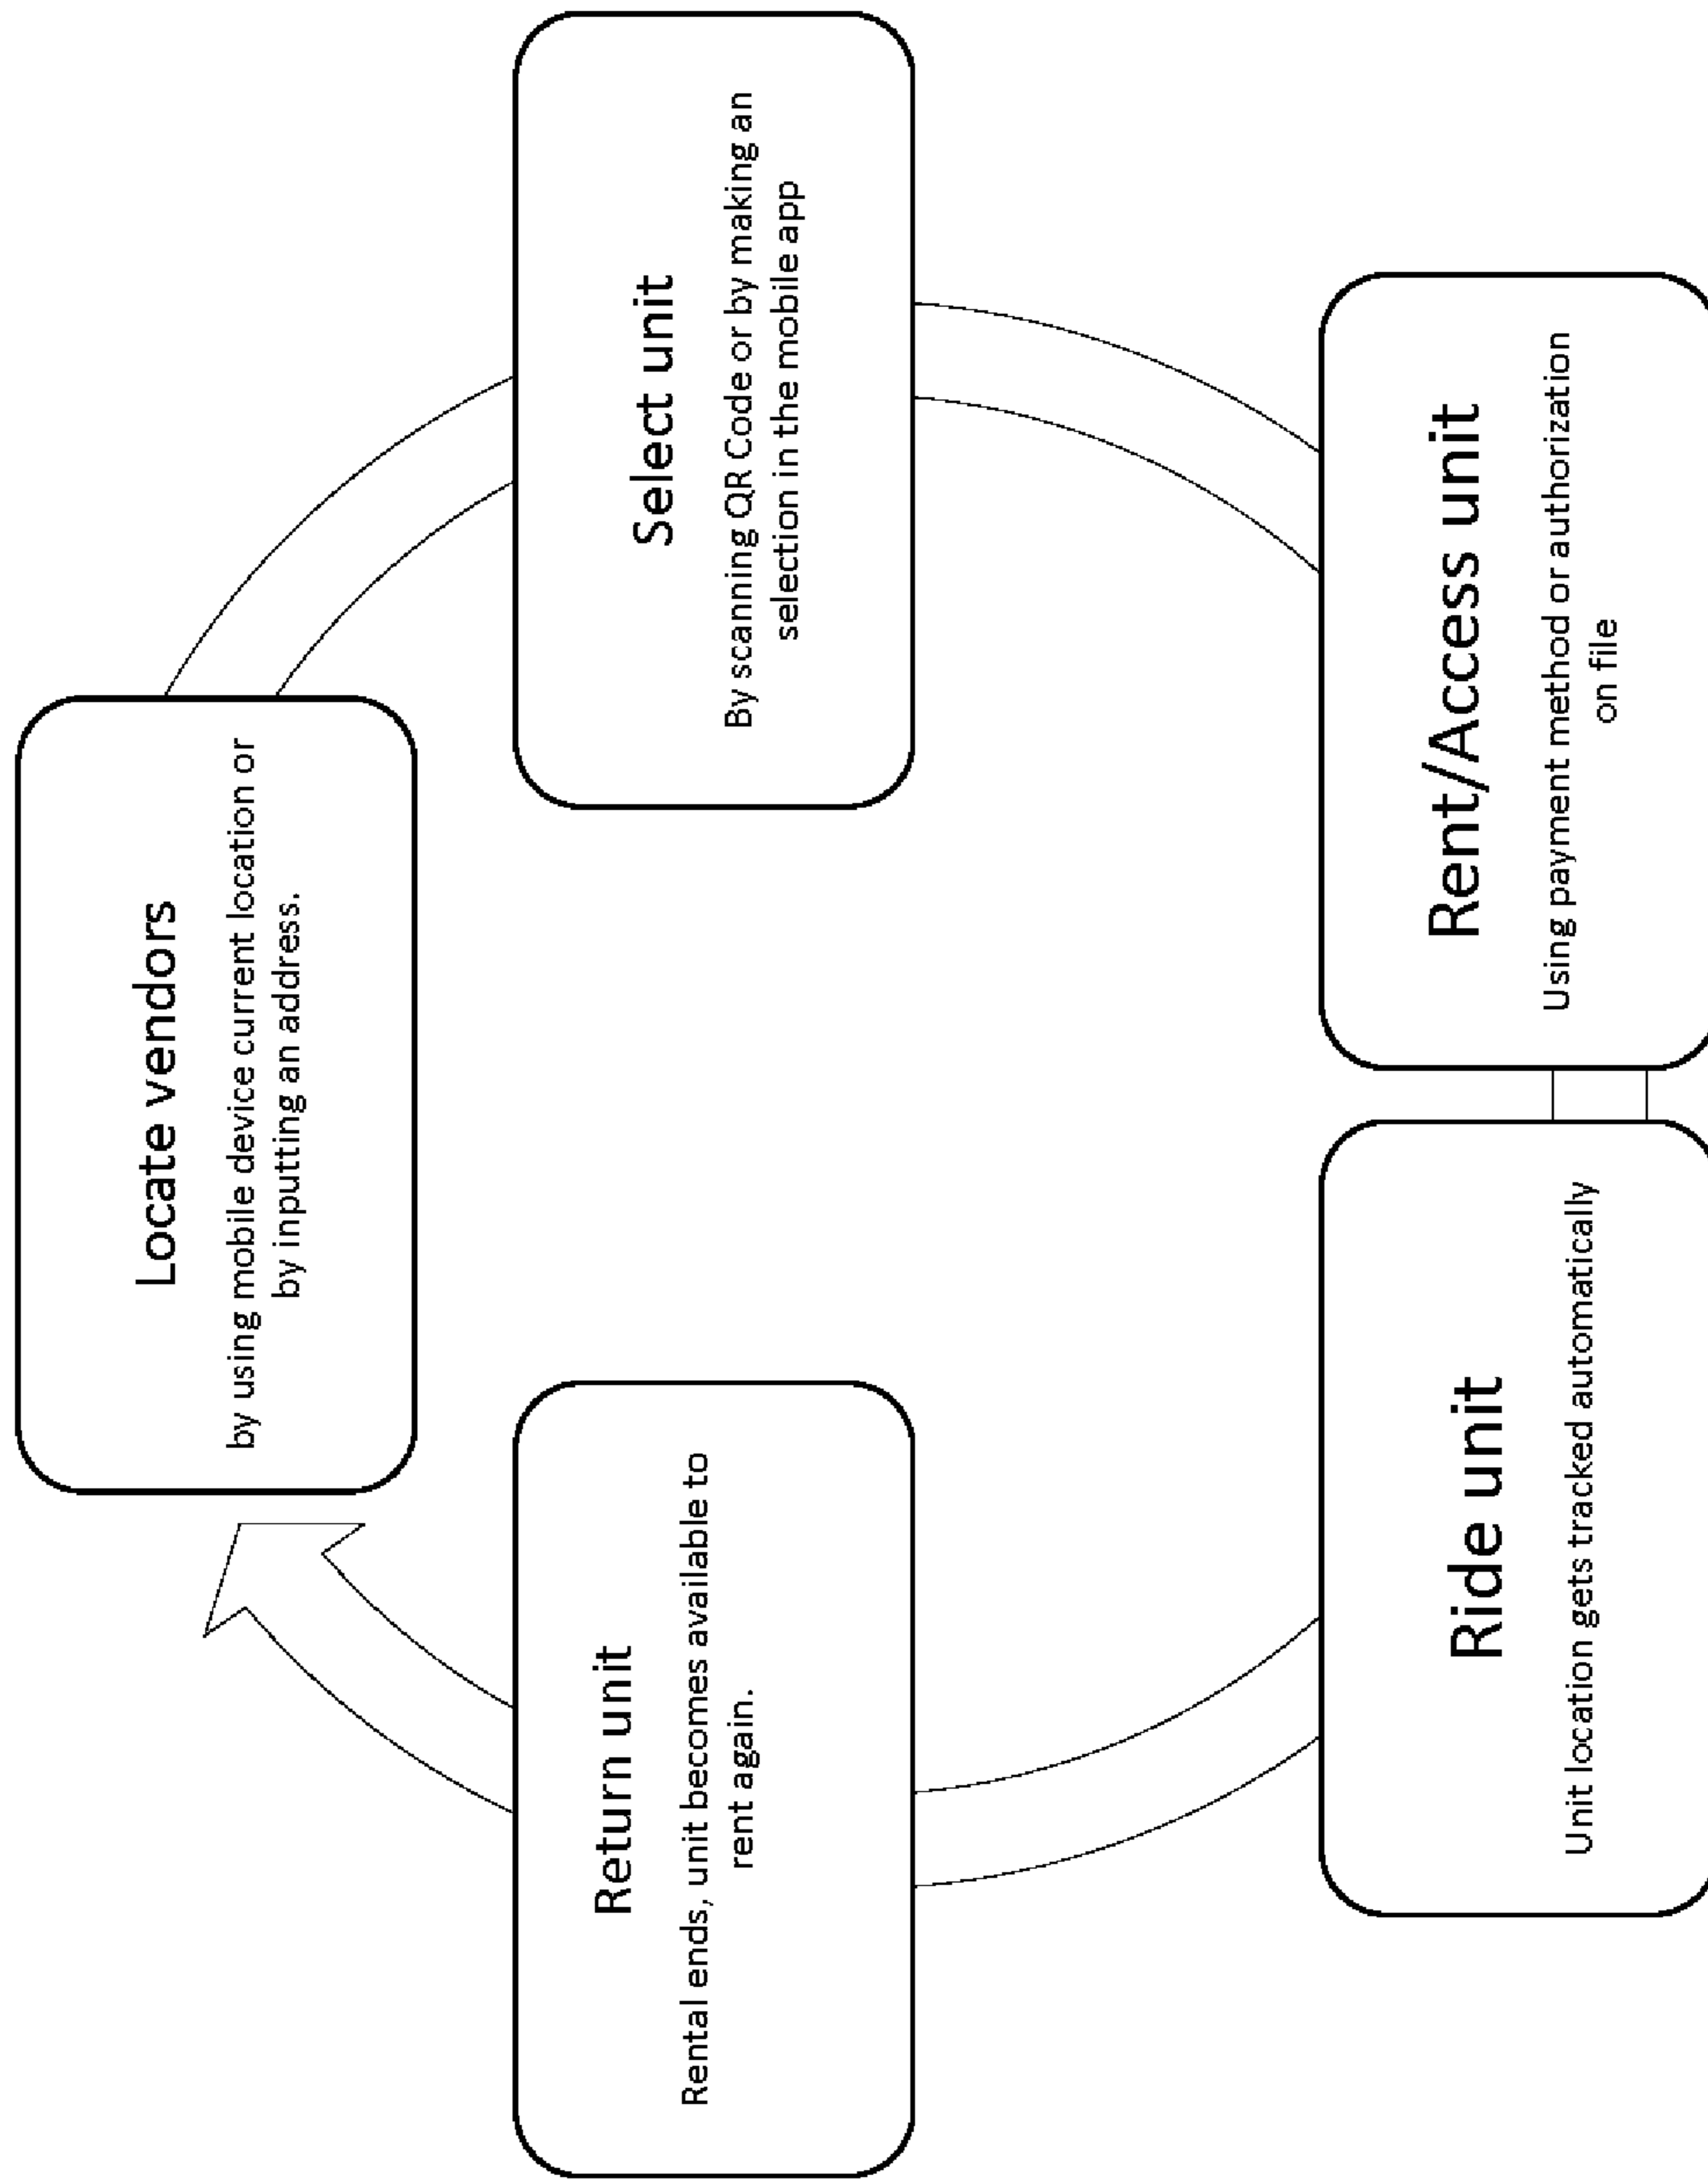 Locate vendors
by using mobile device current location or
by inputting an address.
Select unit
By scanning QR Code or by making an
selection in the mobile app
Rent/Access unit
Using payment method or authorization
on file
Ride unit
Unit location gets tracked automatically
Return unit
Rental ends, unit becomes available to
rent again.